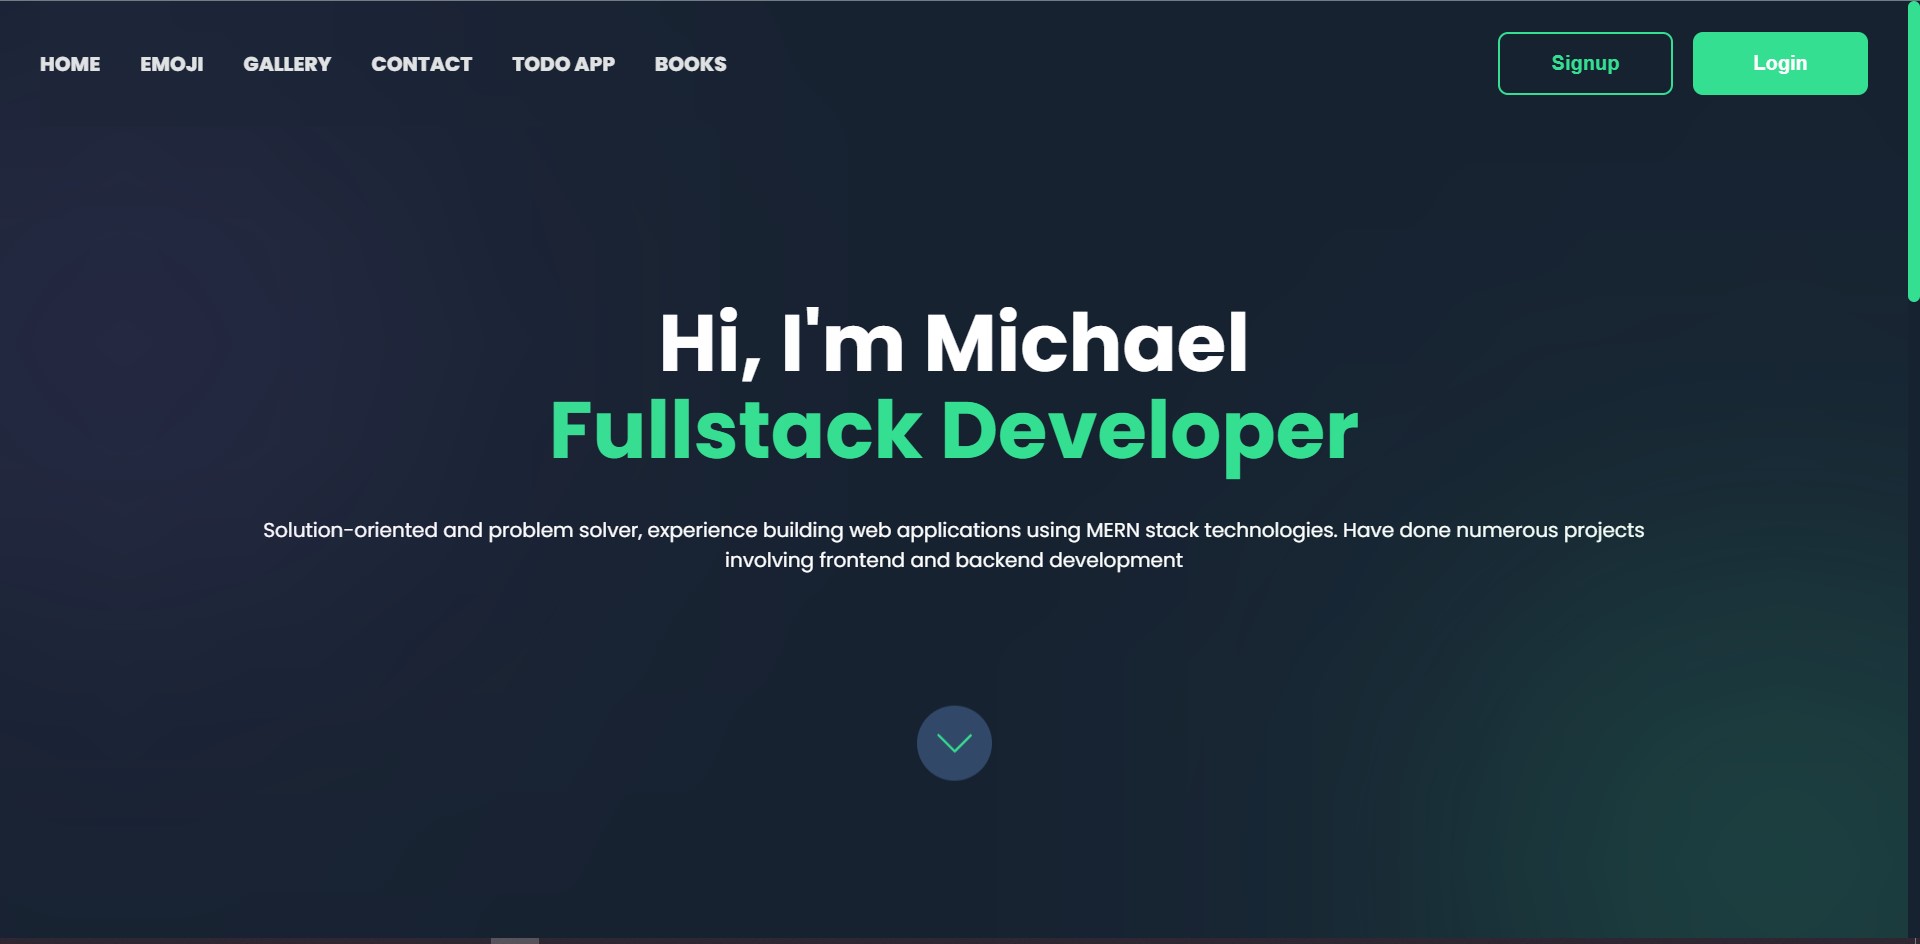 HOME EMOJI GALLERY CONTACT TODO APP BOOKS Signup Login
Hi, I'm Michael
Fullstack Developer
Solution-oriented and problem solver, experience building web applications using MERN stack technologies. Have done numerous projects
involving frontend and backend development